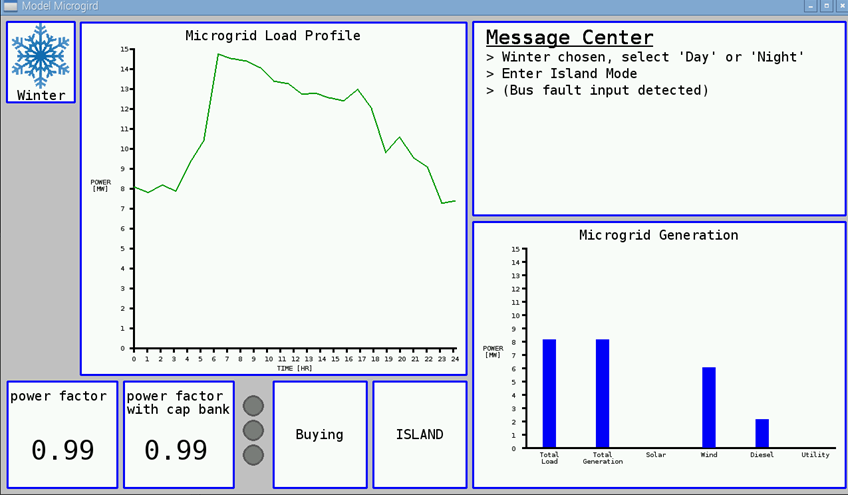 Model Microgird
Winter
Microgrid Load Profile
15
14
13
12
11
10
9
8
7
6
5
4
3
2
1
0
POWER
[MW]
0 1 2 3 4 5 6 7 8 9 10 11 12 13 14 15 16 17 18 19 20 21 22 23 24
TIME [HR]
Message Center
> Winter chosen, select 'Day' or 'Night'
> Enter Island Mode
> (Bus fault input detected)
Microgrid Generation
15
14
13
12
11
10
9
8
7
6
5
4
3
2
1
0
POWER
[MW]
Total
Load
Total
Generation
Solar
Wind
Diesel
Utility
power factor
0.99
power factor
with cap bank
0.99
Buying
ISLAND